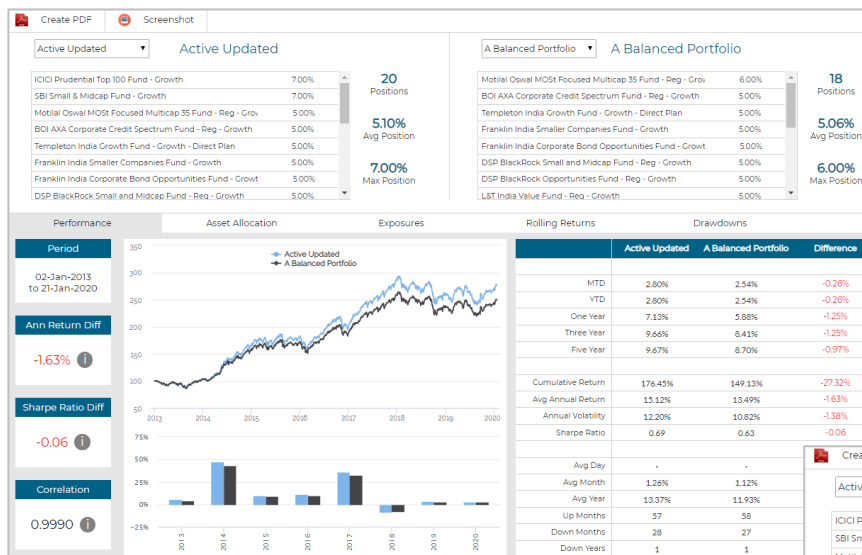 Create PDF Screenshot
Active Updated Active Updated
ICICI Prudential Top 100 Fund - Growth 7.00%
SBI Small & Midcap Fund - Growth 7.00%
Motilal Oswal MOSt Focused Multicap 35 Fund - Reg - Grov 5.00%
BOI AXA Corporate Credit Spectrum Fund - Reg - Growth 5.00%
Templeton India Growth Fund - Growth - Direct Plan 5.00%
Franklin India Smaller Companies Fund - Growth 5.00%
Franklin India Corporate Bond Opportunities Fund - Growt 5.00%
DSP BlackRock Small and Midcap Fund - Reg - Growth 5.00%
20
Positions
5.10%
Avg Position
7.00%
Max Position
A Balanced Portfolio A Balanced Portfolio
Motilal Oswal MOSt Focused Multicap 35 Fund - Reg - Grov 6.00%
BOI AXA Corporate Credit Spectrum Fund - Reg - Growth 5.00%
Templeton India Growth Fund - Growth - Direct Plan 5.00%
Franklin India Smaller Companies Fund - Growth 5.00%
Franklin India Corporate Bond Opportunities Fund - Growt 5.00%
DSP BlackRock Small and Midcap Fund - Reg - Growth 5.00%
DSP BlackRock Opportunities Fund - Reg - Growth 5.00%
L&T India Value Fund - Reg - Growth 5.00%
18
Positions
5.06%
Avg Position
6.00%
Max Position
Performance Asset Allocation Exposures Rolling Returns Drawdowns
Period
02-Jan-2013
to 21-Jan-2020
Ann Return Diff
-1.63% i
Sharpe Ratio Diff
-0.06 i
Correlation
0.9990 i
Active Updated
A Balanced Portfolio
350
300
250
200
150
100
50
2013 2014 2015 2016 2017 2018 2019 2020
75%
50%
25%
0%
-25%
2013 2014 2015 2016 2017 2018 2019 2020
Active Updated A Balanced Portfolio Difference
MTD 2.80% 2.54% -0.26%
YTD 2.80% 2.54% -0.26%
One Year 7.13% 5.88% -1.25%
Three Year 9.66% 8.41% -1.25%
Five Year 9.67% 8.70% -0.97%
Cumulative Return 176.45% 149.13% -27.32%
Avg Annual Return 15.12% 13.49% -1.63%
Annual Volatility 12.20% 10.82% -1.38%
Sharpe Ratio 0.69 0.63 -0.06
Avg Day - -
Avg Month 1.26% 1.12%
Avg Year 13.37% 11.93%
Up Months 57 58
Down Months 28 27
Down Years 1 1
Crea
Activ
ICICI P
SBI Sm